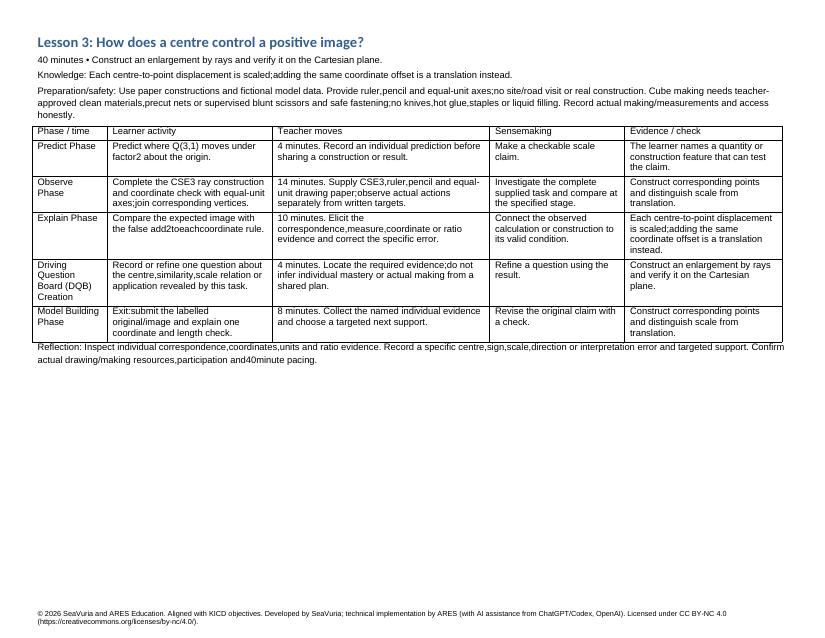 Lesson 3: How does a centre control a positive image?
40 minutes • Construct an enlargement by rays and verify it on the Cartesian plane.
Knowledge: Each centre-to-point displacement is scaled;adding the same coordinate offset is a translation instead.
Preparation/safety: Use paper constructions and fictional model data. Provide ruler,pencil and equal-unit axes;no site/road visit or real construction. Cube making needs teacher-
approved clean materials,precut nets or supervised blunt scissors and safe fastening;no knives,hot glue,staples or liquid filling. Record actual making/measurements and access
honestly.
Phase / time
Learner activity
Teacher moves
Sensemaking
Evidence / check
Predict Phase
Predict where Q(3,1) moves under
factor2 about the origin.
4 minutes. Record an individual prediction before
sharing a construction or result.
Make a checkable scale
claim.
The learner names a quantity or
construction feature that can test
the claim.
Observe
Phase
Complete the CSE3 ray construction
and coordinate check with equal-unit
axes;join corresponding vertices.
14 minutes. Supply CSE3,ruler,pencil and equal-
unit drawing paper;observe actual actions
separately from written targets.
Investigate the complete
supplied task and compare at
the specified stage.
Construct corresponding points
and distinguish scale from
translation.
Explain Phase
Compare the expected image with
the false add2toeachcoordinate rule.
10 minutes. Elicit the
correspondence,measure,coordinate or ratio
evidence and correct the specific error.
Connect the observed
calculation or construction to
its valid condition.
Each centre-to-point displacement
is scaled;adding the same
coordinate offset is a translation
instead.
Driving
Question
Board (DQB)
Creation
Record or refine one question about
the centre,similarity,scale relation or
application revealed by this task.
4 minutes. Locate the required evidence;do not
infer individual mastery or actual making from a
shared plan.
Refine a question using the
result.
Construct an enlargement by rays
and verify it on the Cartesian
plane.
Model Building
Phase
Exit:submit the labelled
original/image and explain one
coordinate and length check.
8 minutes. Collect the named individual evidence
and choose a targeted next support.
Revise the original claim with
a check.
Construct corresponding points
and distinguish scale from
translation.
Reflection: Inspect individual correspondence,coordinates,units and ratio evidence. Record a specific centre,sign,scale,direction or interpretation error and targeted support. Confirm
actual drawing/making resources,participation and40minute pacing.
© 2026 SeaVuria and ARES Education. Aligned with KICD objectives. Developed by SeaVuria; technical implementation by ARES (with AI assistance from ChatGPT/Codex, OpenAI). Licensed under CC BY-NC 4.0
(https://creativecommons.org/licenses/by-nc/4.0/).